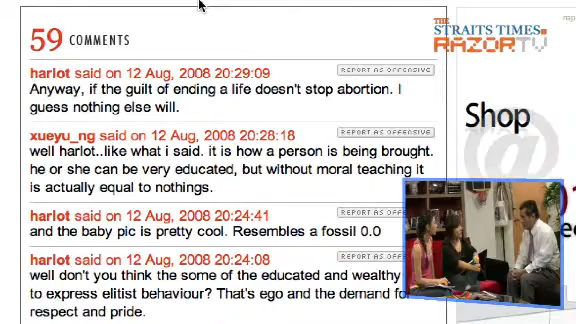 THE
STRAITS TIMES
RAZORTV
59 COMMENTS
harlot said on 12 Aug, 2008 20:29:09
REPORT AS OFFENSIVE
Anyway, if the guilt of ending a life doesn't stop abortion. I
guess nothing else will.
xueyu_ng said on 12 Aug, 2008 20:28:18
REPORT AS OFFENSIVE
well harlot..like what i said. it is how a person is being brought.
he or she can be very educated, but without moral teaching it
is actually equal to nothings.
harlot said on 12 Aug, 2008 20:24:41
REPORT AS OFFENSIVE
and the baby pic is pretty cool. Resembles a fossil 0.0
harlot said on 12 Aug, 2008 20:24:08
REPORT AS
well don't you think the some of the educated and wealthy
to express elitist behaviour? That's ego and the demand for
respect and pride.
Shop
@